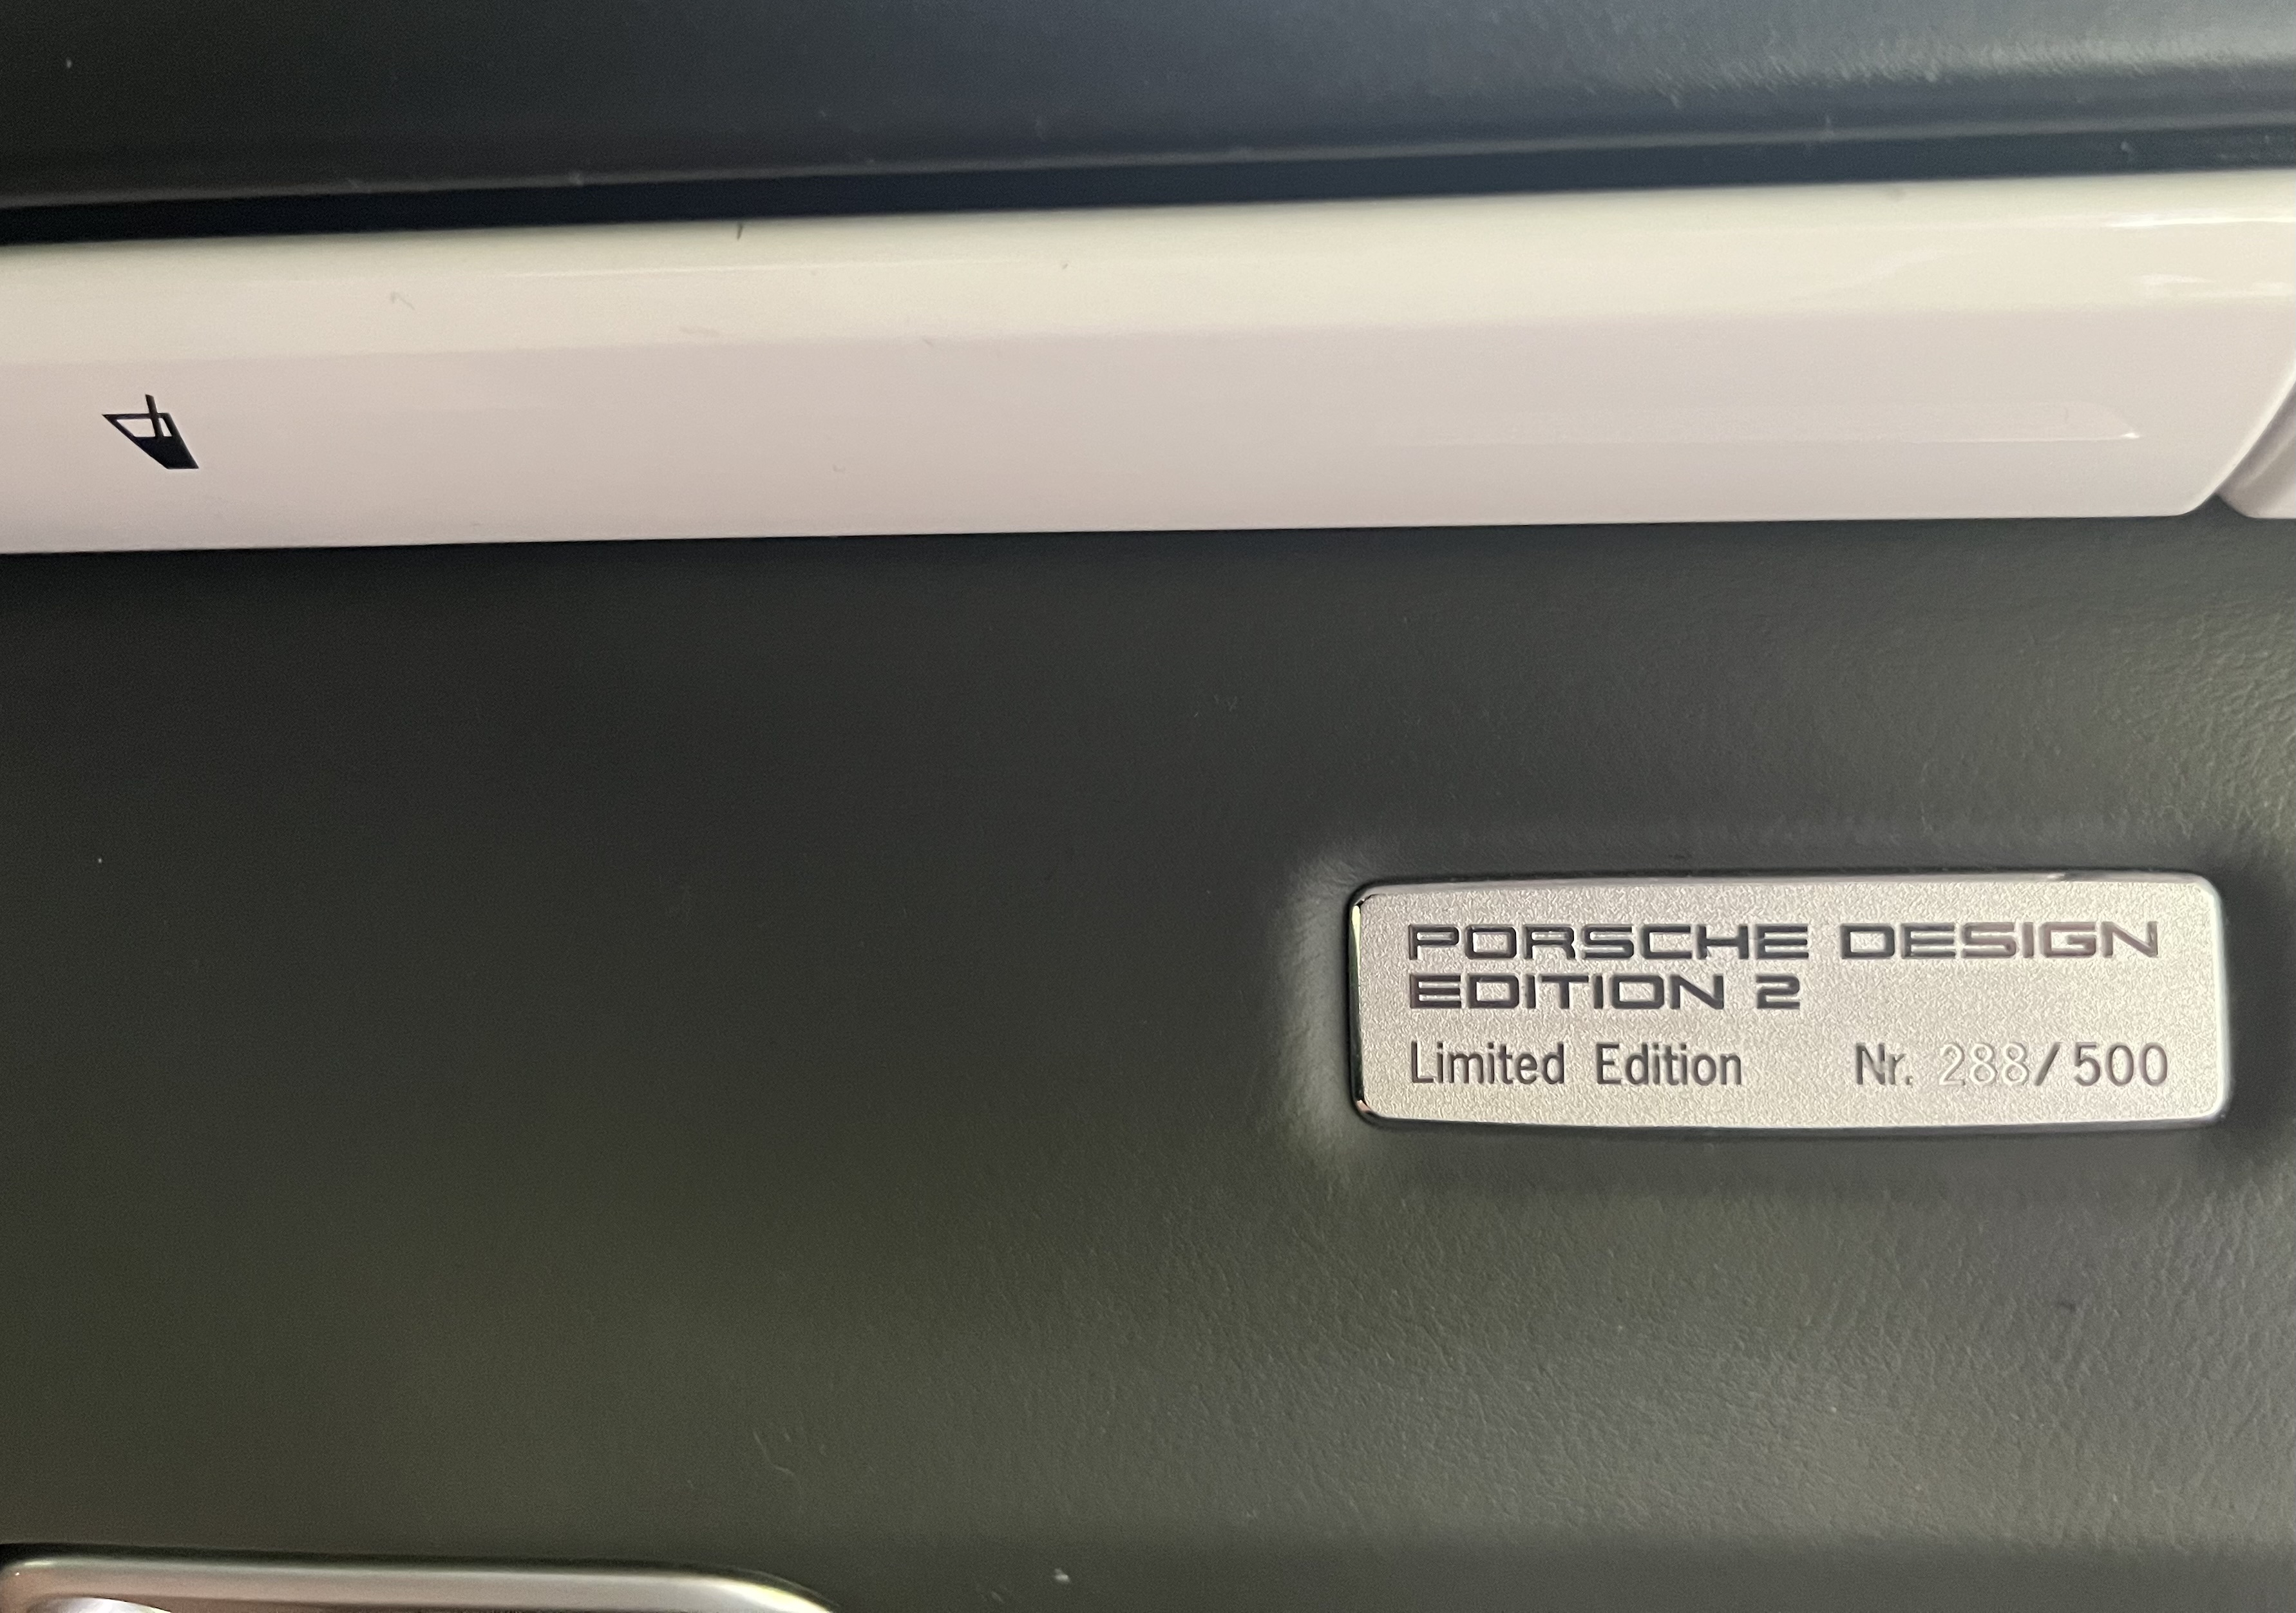 PORSCHE DESIGN
EDITION 2
Limited Edition Nr. 288/500